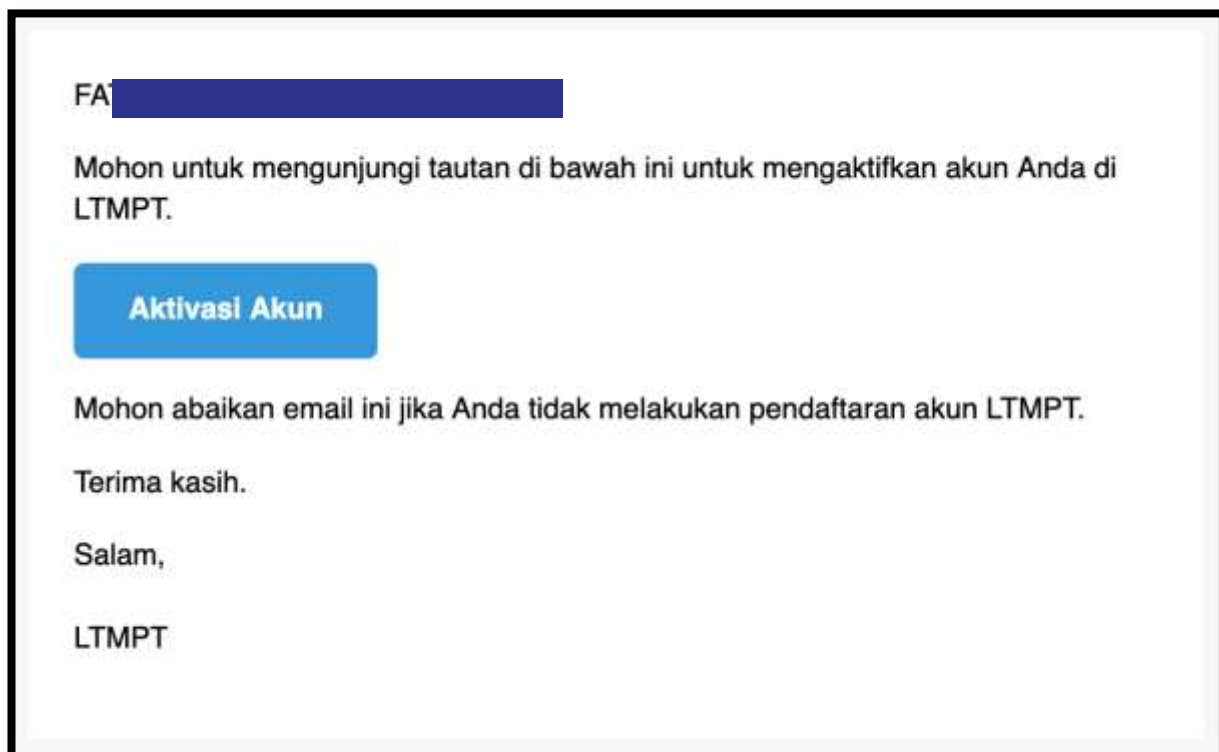 FAT
Mohon untuk mengunjungi tautan di bawah ini untuk mengaktifkan akun Anda di
LTMPT.
Aktivasi Akun
Mohon abaikan email ini jika Anda tidak melakukan pendaftaran akun LTMPT.
Terima kasih.
Salam,
LTMPT